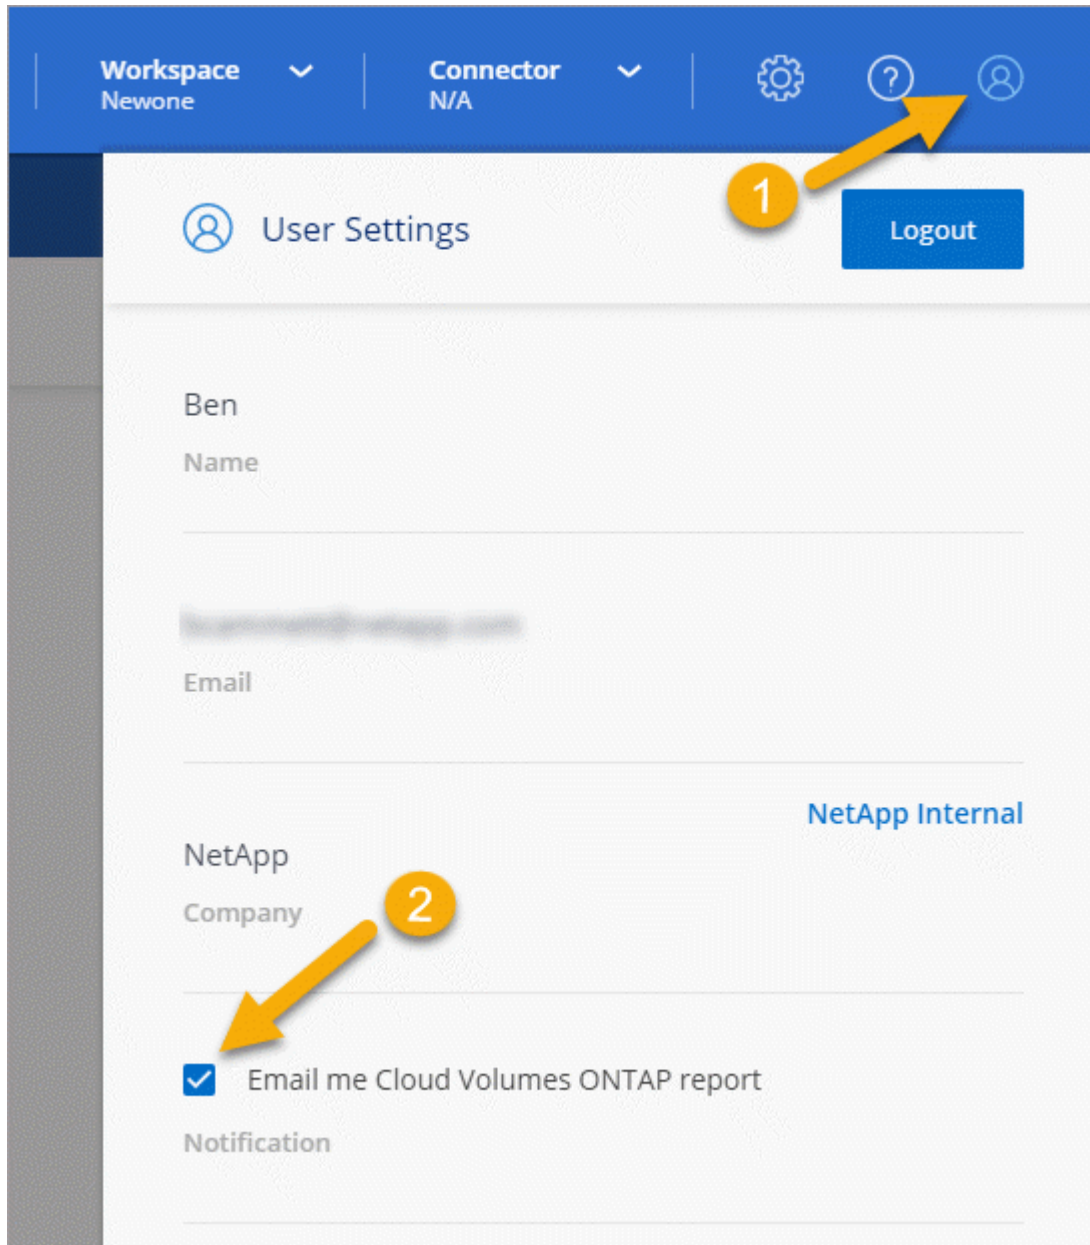 Workspace
Newone
Connector
N/A
?
1
User Settings
Logout
Ben
Name
Email
NetApp Internal
NetApp
Company
2
Email me Cloud Volumes ONTAP report
Notification